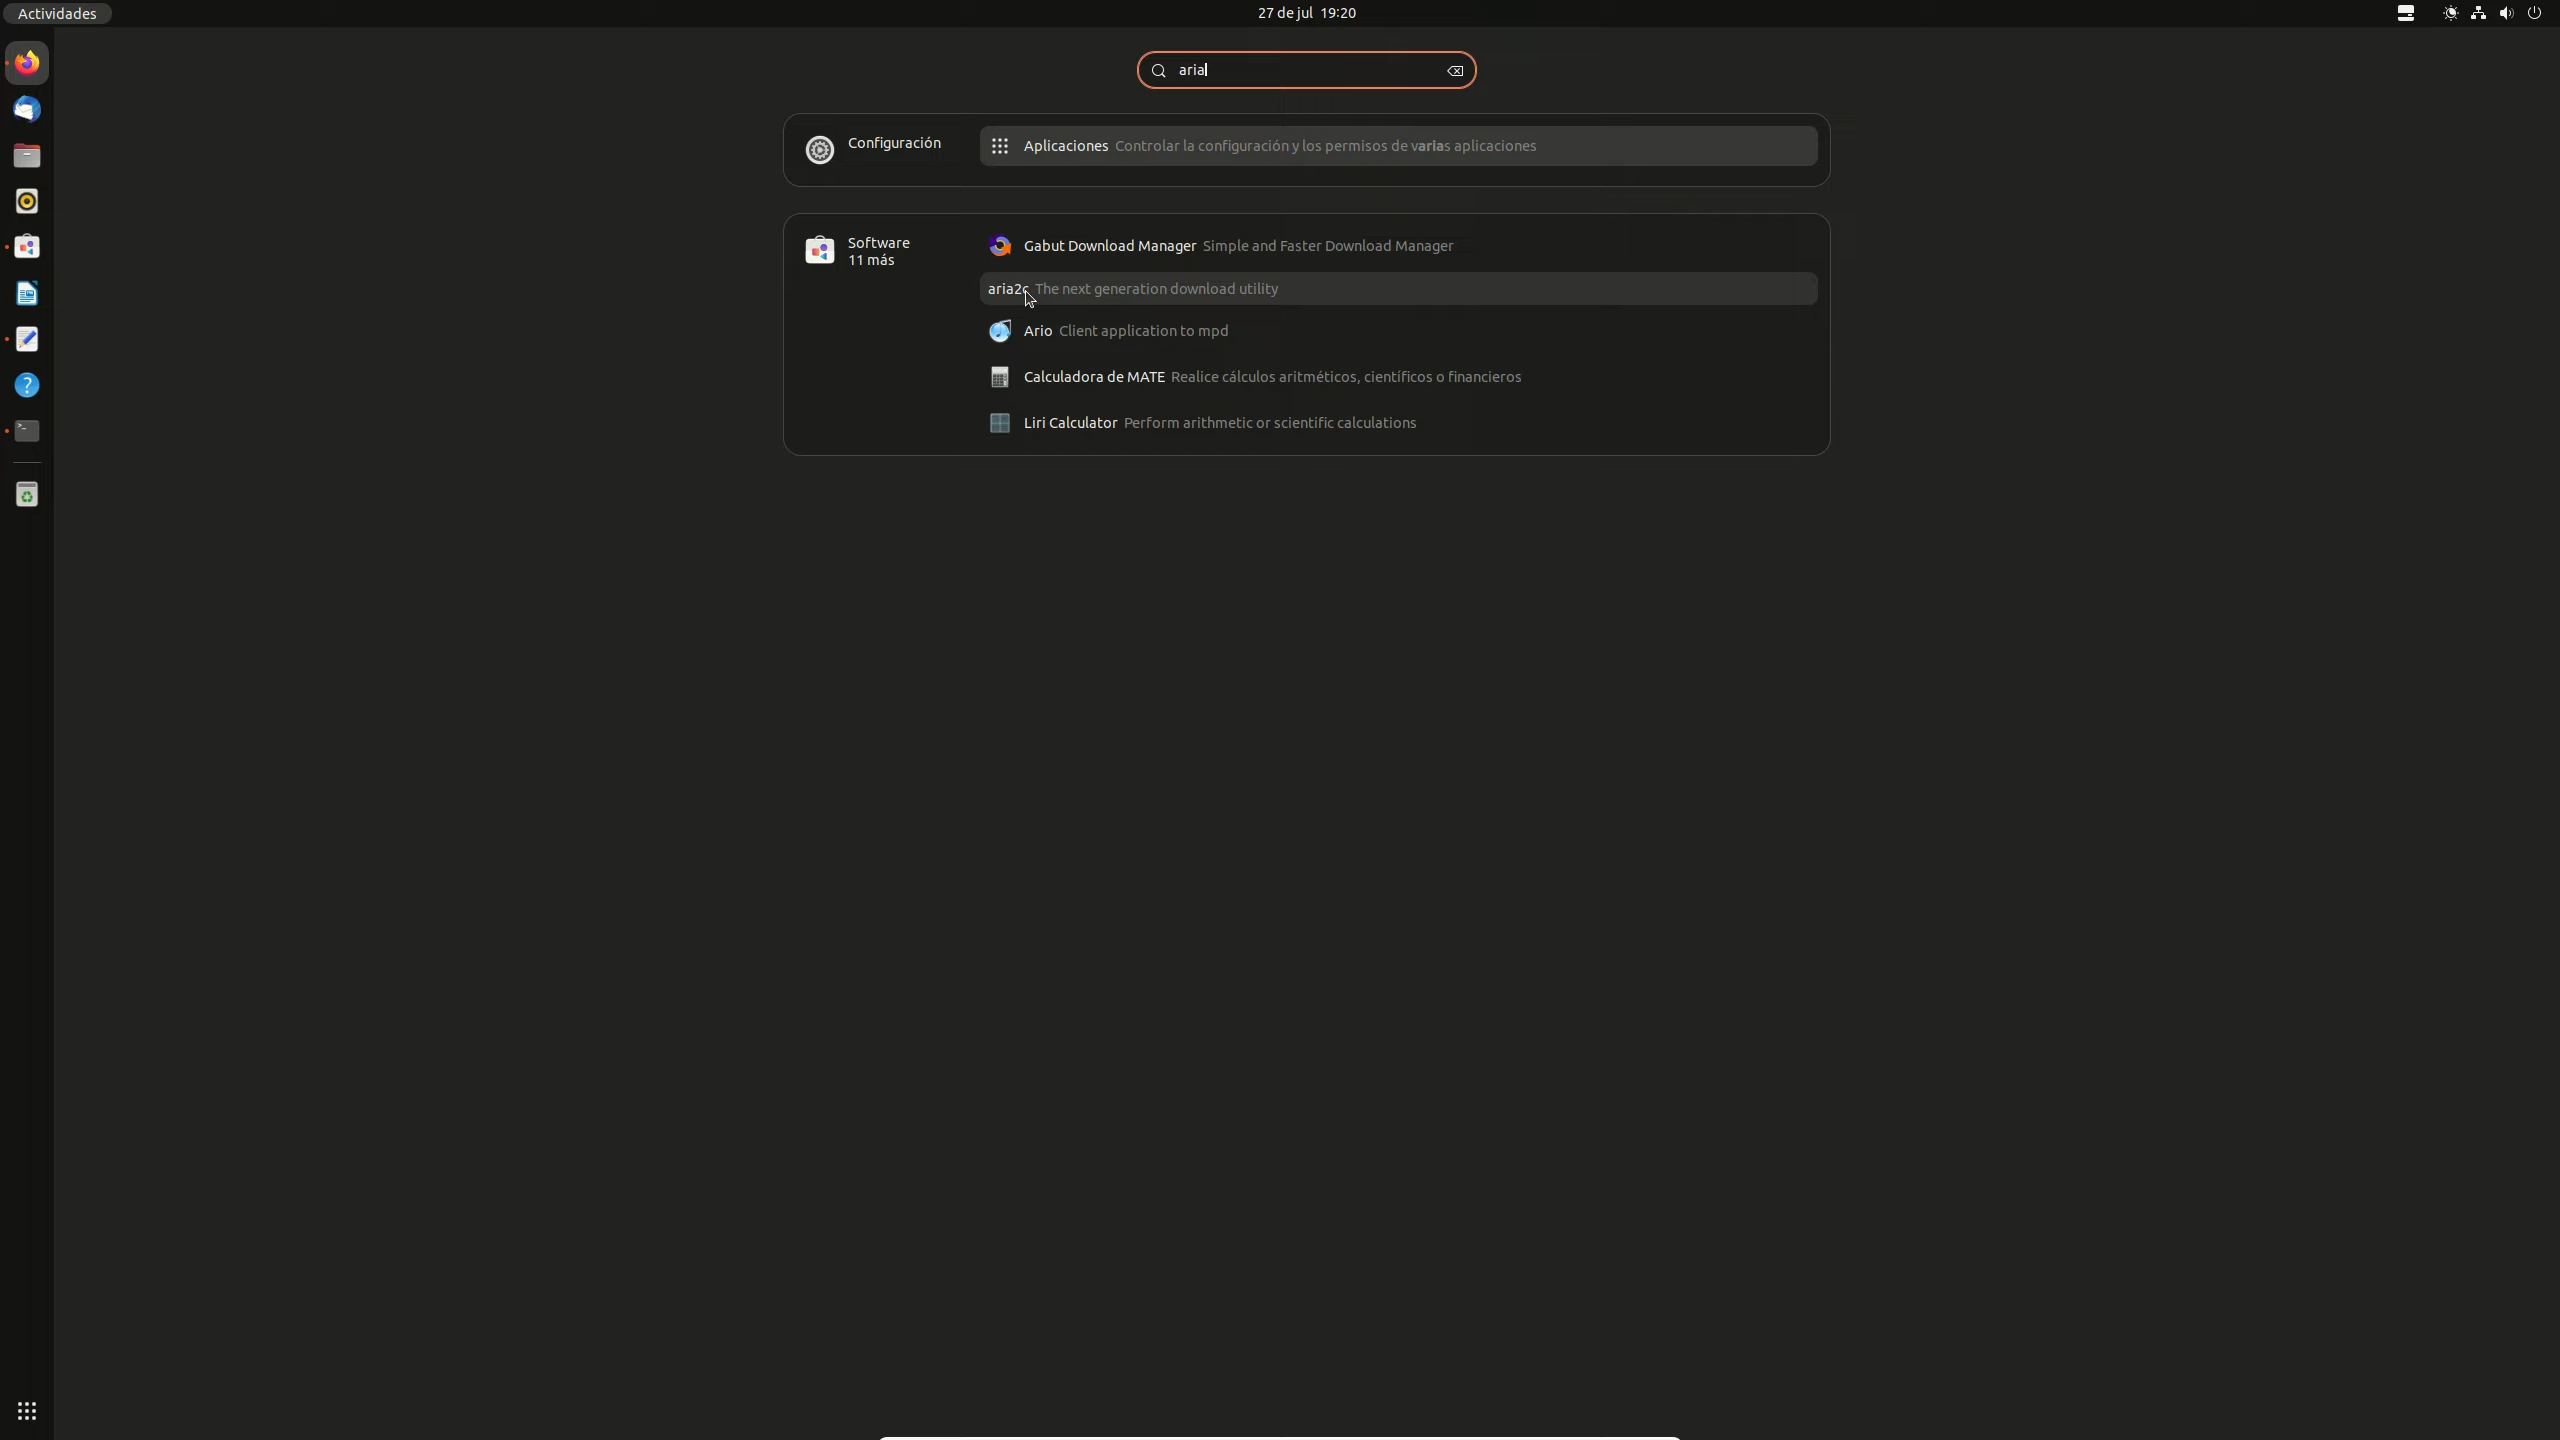 Actividades
27 de jul 19:20
aria
Configuración
Aplicaciones Controlar la configuración y los permisos de varias aplicaciones
Software
11 más
Gabut Download Manager Simple and Faster Download Manager
aria2c The next generation download utility
Ario Client application to mpd
Calculadora de MATE Realice cálculos aritméticos, científicos o financieros
Liri Calculator Perform arithmetic or scientific calculations